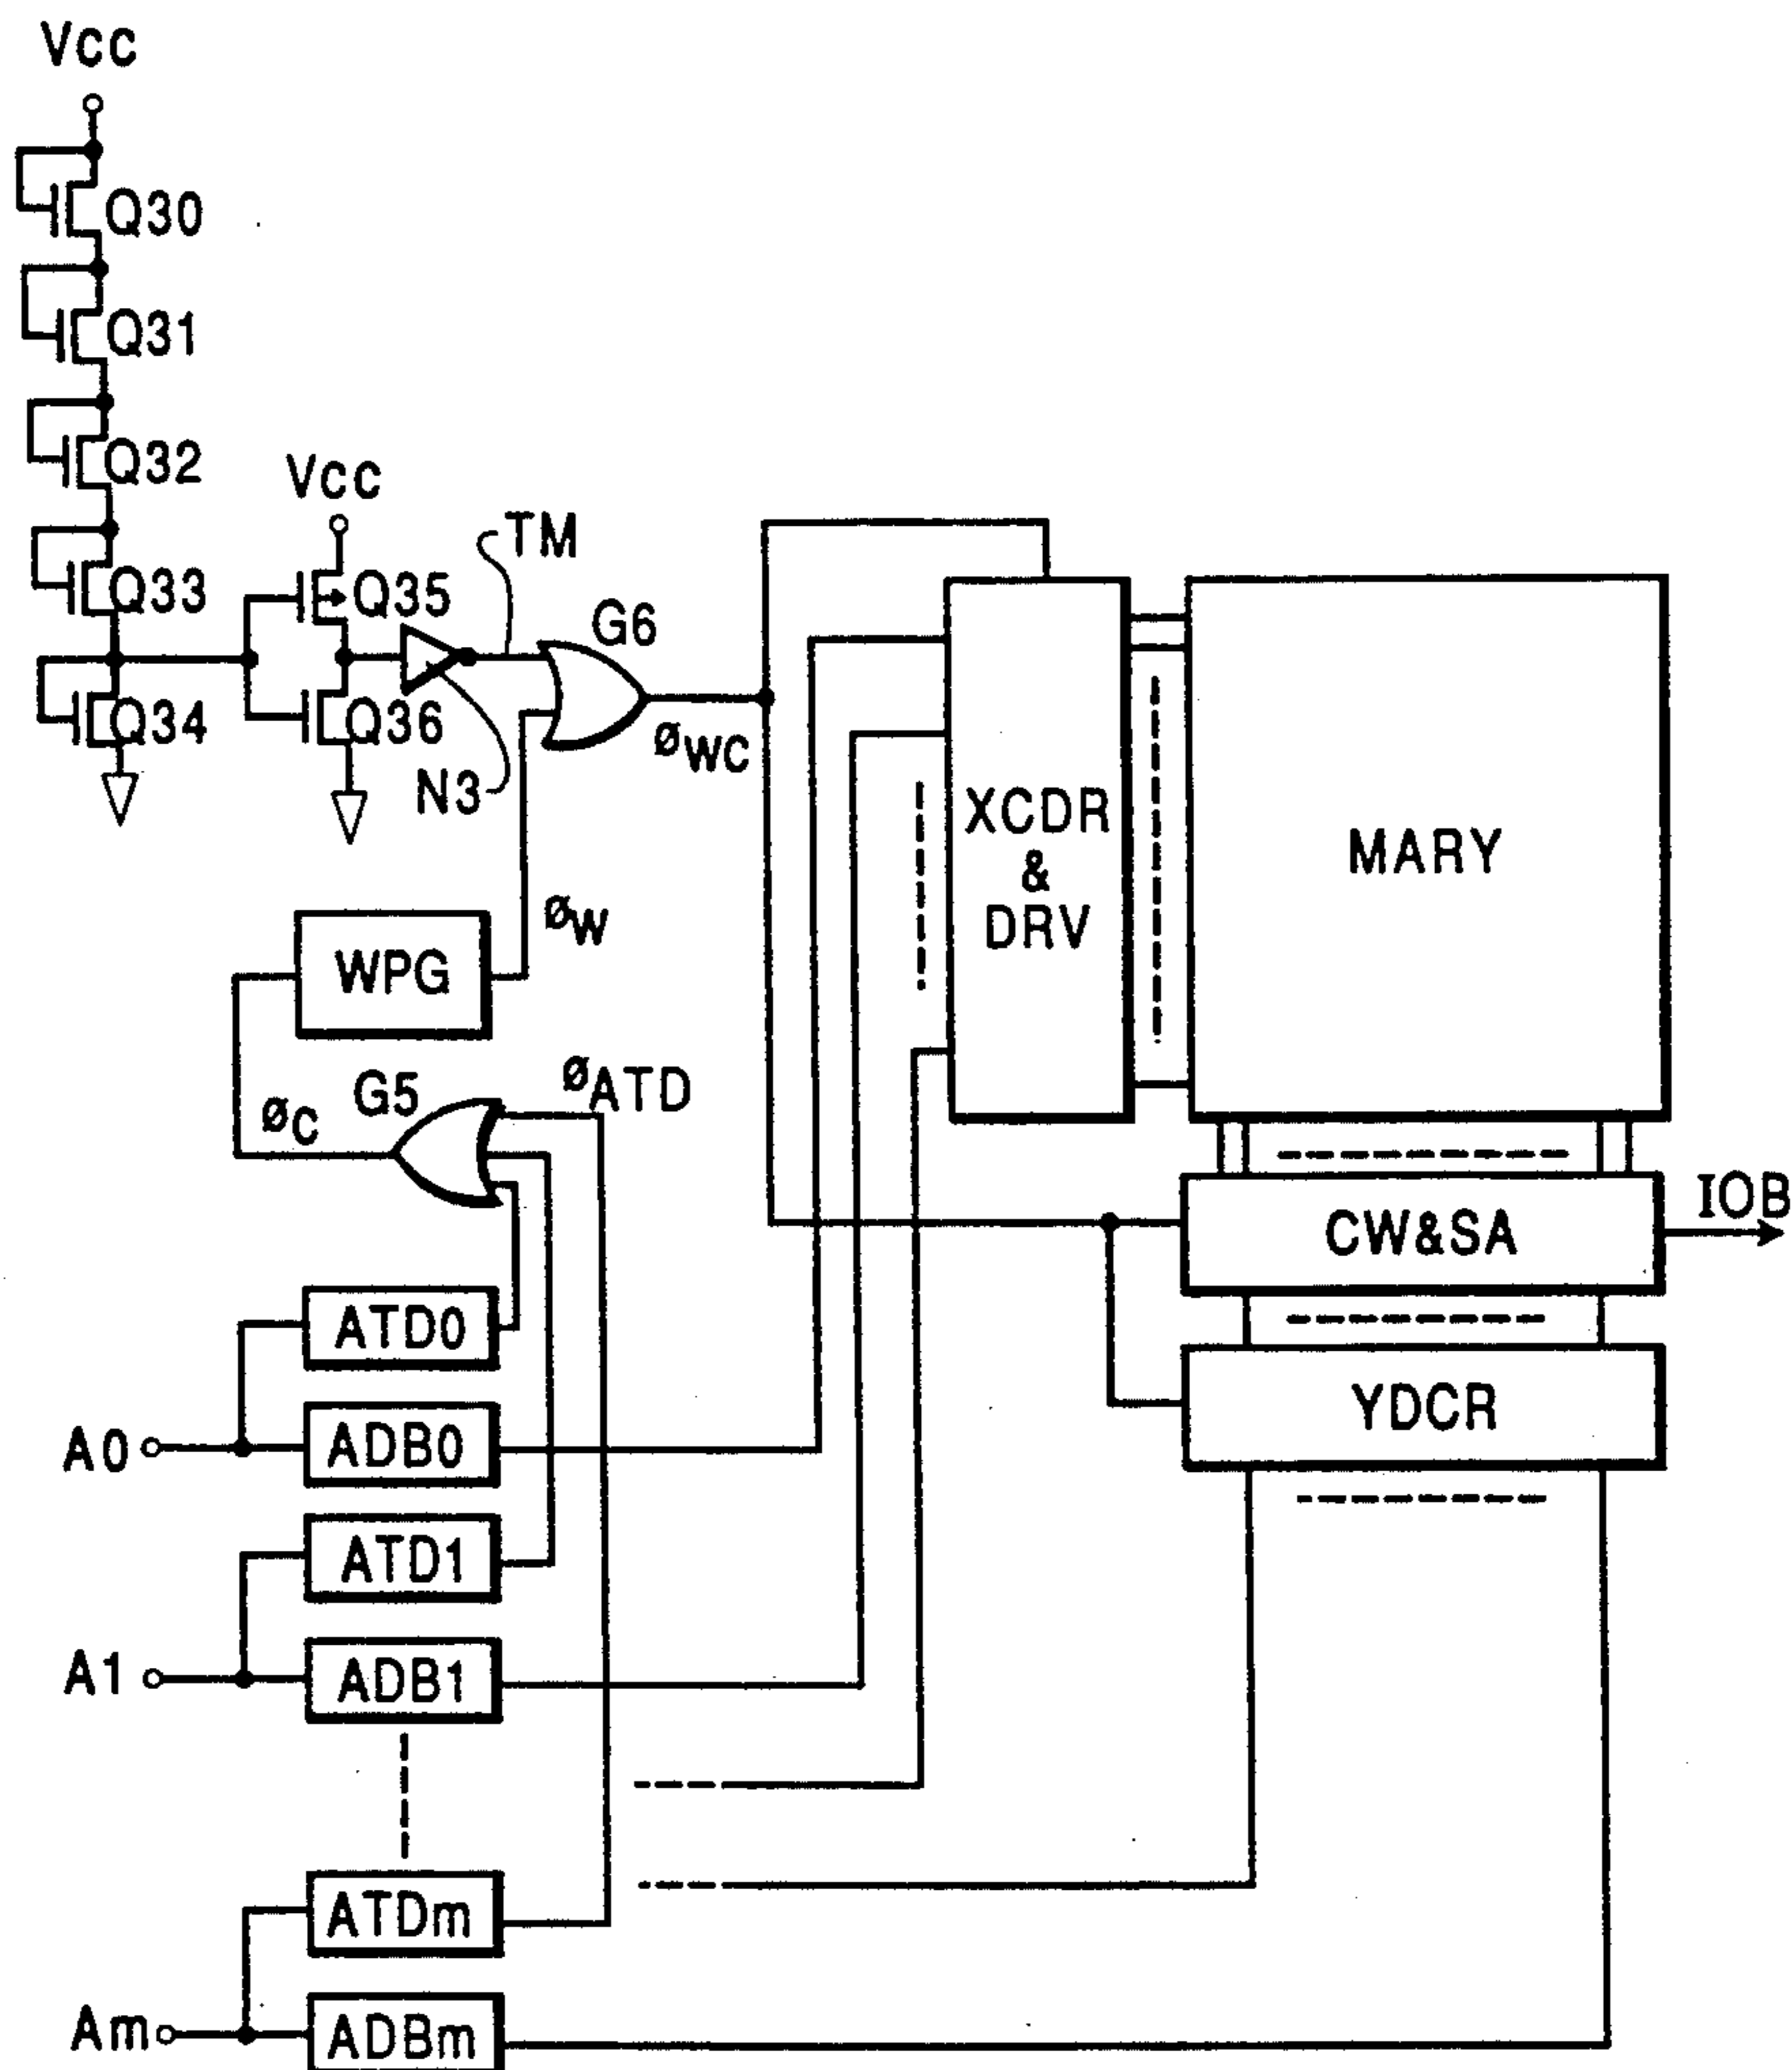 Vcc
Q30
Q31
Q32
Vcc
TM
Q33
Q35
G6
Q34
Q36
N3
øWC
XCDR
&
DRV
MARY
øW
WPG
øATD
G5
øC
IOB
CW&SA
ATD0
YDCR
A0
ADB0
ATD1
A1
ADB1
ATDm
Am
ADBm